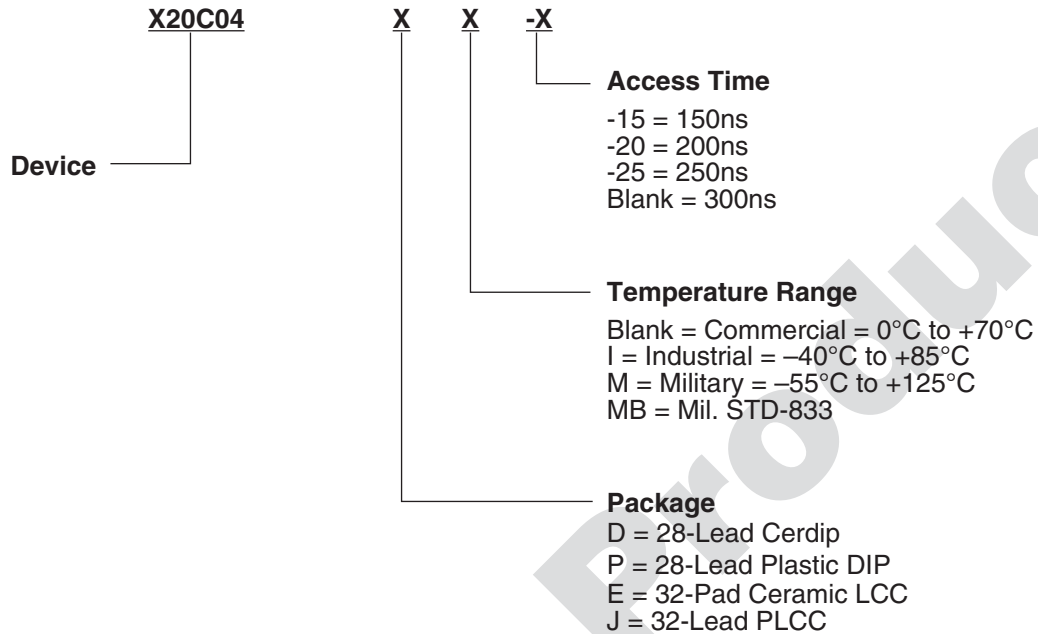 X20C04 X X -X
Device
Access Time
-15 = 150ns
-20 = 200ns
-25 = 250ns
Blank = 300ns
Temperature Range
Blank = Commercial = 0°C to +70°C
I = Industrial = –40°C to +85°C
M = Military = –55°C to +125°C
MB = Mil. STD-833
Package
D = 28-Lead Cerdip
P = 28-Lead Plastic DIP
E = 32-Pad Ceramic LCC
J = 32-Lead PLCC